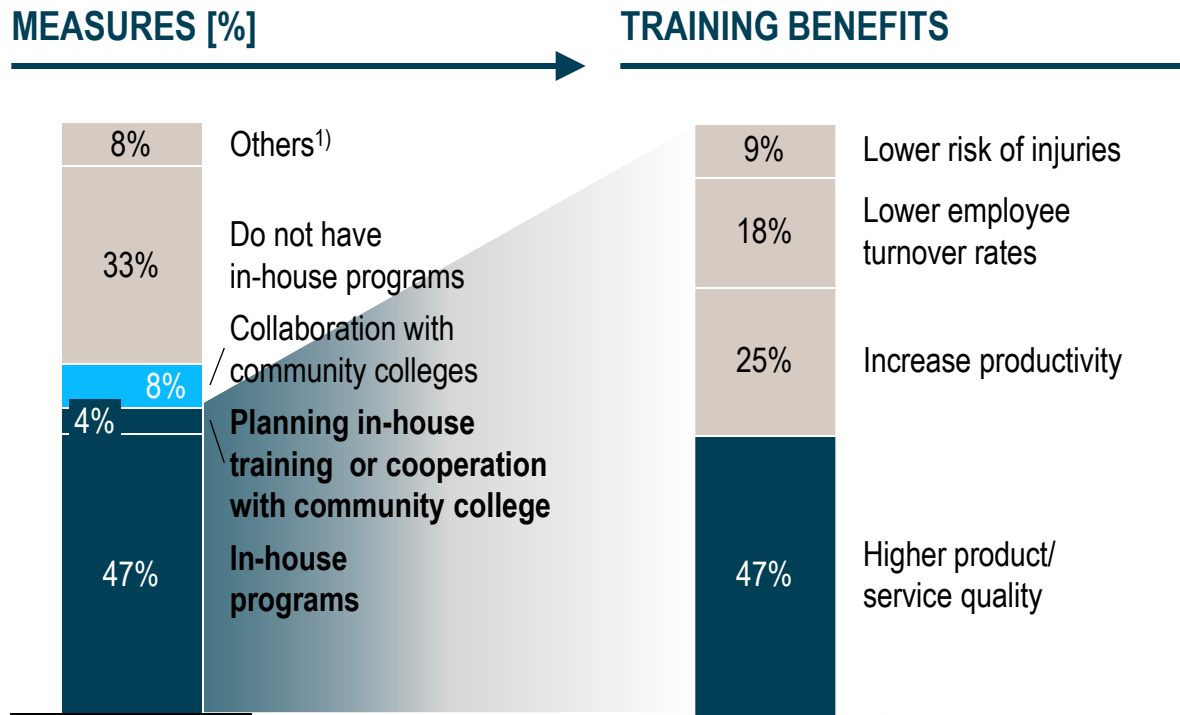 MEASURES [%]
TRAINING BENEFITS
8%
Others1)
33%
Do not have
in-house programs
8%
Collaboration with
community colleges
4%
Planning in-house
training or cooperation
with community college
47%
In-house
programs
9%
Lower risk of injuries
18%
Lower employee
turnover rates
25%
Increase productivity
47%
Higher product/
service quality